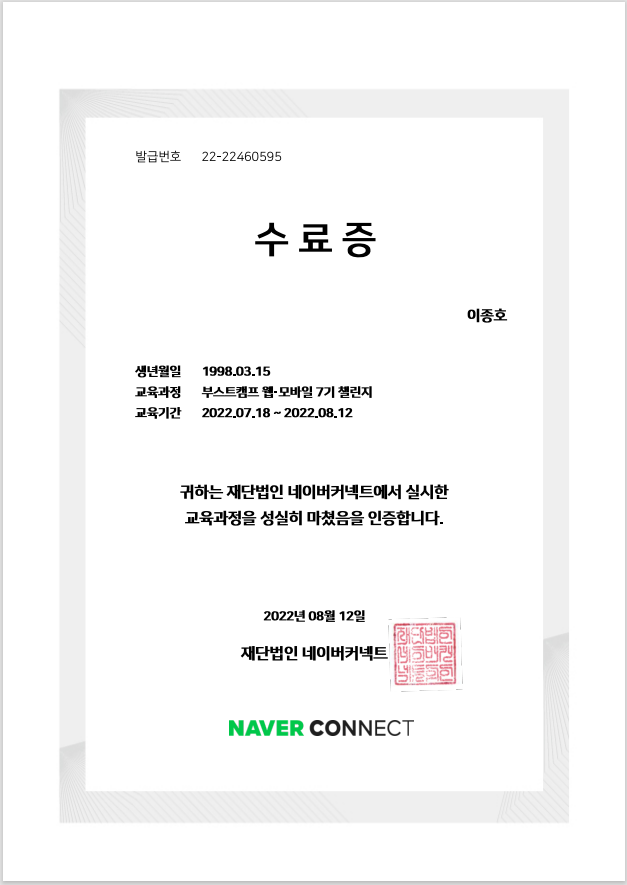 발급번호 22-22460595
수료증
이종호
생년월일 1998.03.15
교육과정 부스트캠프 웹·모바일 7기 챌린지
교육기간 2022.07.18 ~ 2022.08.12
귀하는 재단법인 네이버커넥트에서 실시한
교육과정을 성실히 마쳤음을 인증합니다.
2022년 08월 12일
재단법인 네이버커넥트
NAVER CONNECT